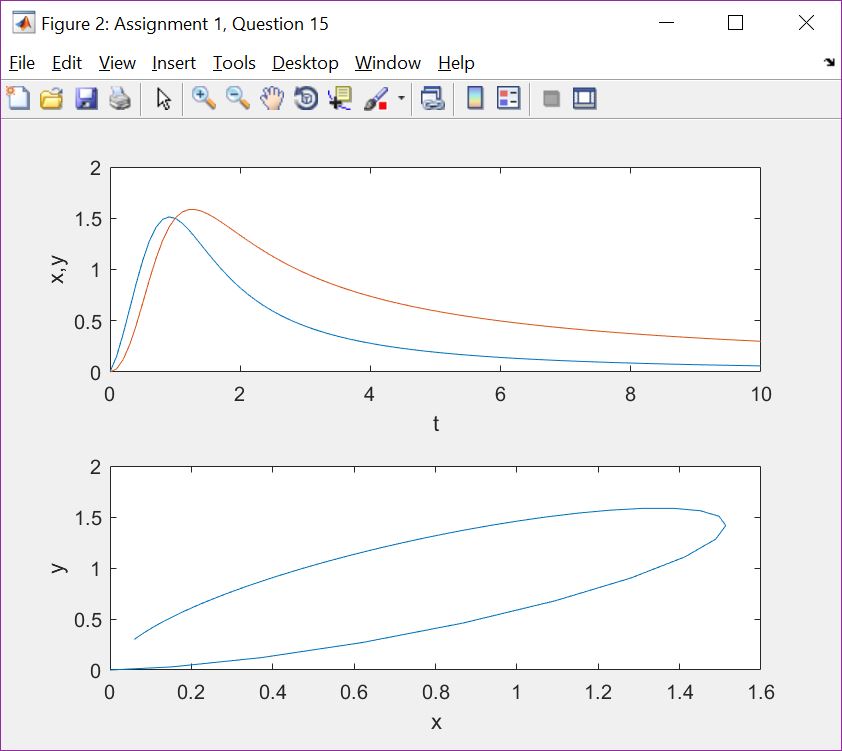 Figure 2: Assignment 1, Question 15
File Edit View Insert Tools Desktop Window Help
2
1.5
1
0.5
0
x,y
0 2 4 6 8 10
t
2
1.5
1
0.5
0
y
0 0.2 0.4 0.6 0.8 1 1.2 1.4 1.6
x